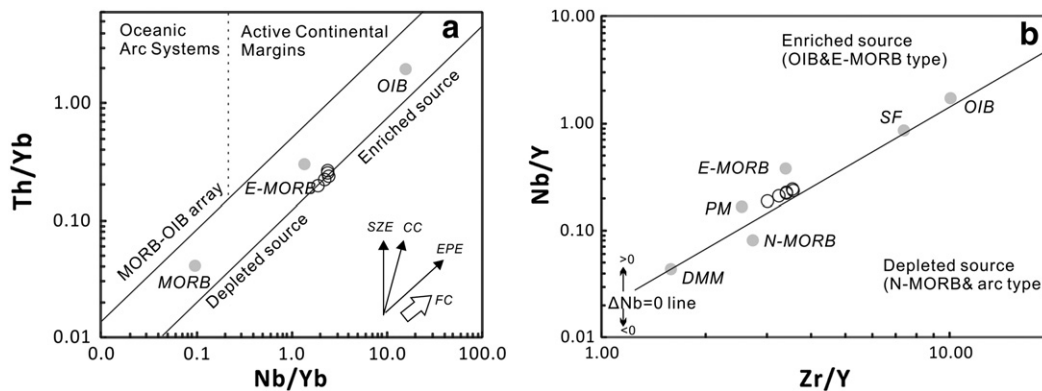 Oceanic
Arc Systems
Active Continental
Margins
a
OIB
Enriched source
E-MORB
MORB-OIB array
MORB
Depleted source
SZE
CC
EPE
FC
Th/Yb
1.00
0.10
0.01
0.0
0.1
1.0
10.0
100.0
Nb/Yb
b
Enriched source
(OIB&E-MORB type)
SF
OIB
E-MORB
PM
N-MORB
DMM
Depleted source
(N-MORB& arc type
>0
ΔNb=0 line
<0
Nb/Y
10.00
1.00
0.10
0.01
1.00
10.00
Zr/Y